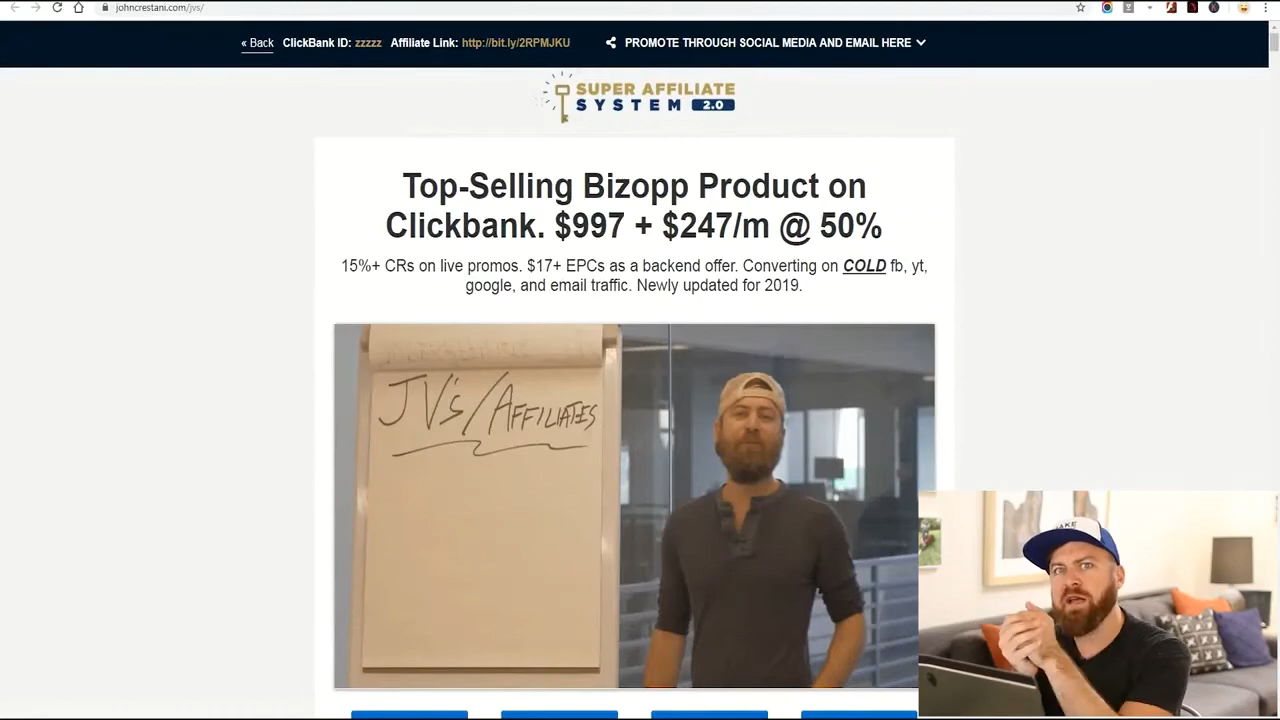 johncrestani.com/jvs/
« Back ClickBank ID: zzzzz Affiliate Link: http://bit.ly/2RPMJKU PROMOTE THROUGH SOCIAL MEDIA AND EMAIL HERE
SUPER AFFILIATE
SYSTEM 2.0
Top-Selling Bizopp Product on
Clickbank. $997 + $247/m @ 50%
15%+ CRs on live promos. $17+ EPCs as a backend offer. Converting on COLD fb, yt,
google, and email traffic. Newly updated for 2019.
JV's/AFFILIATES